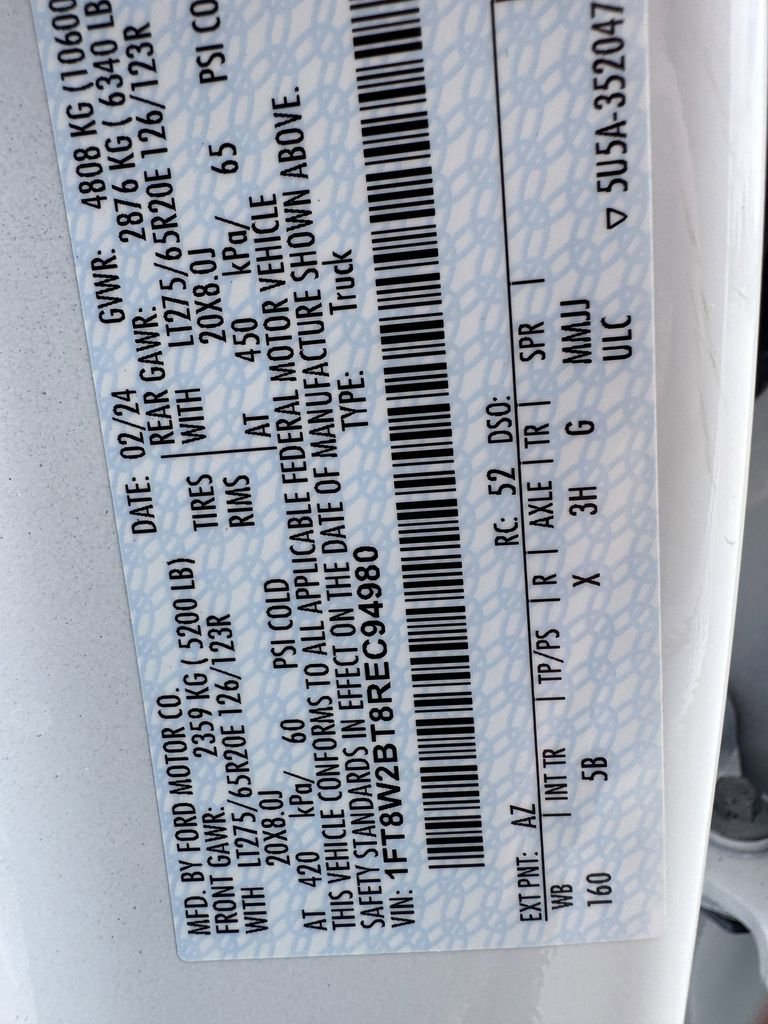 MFD. BY FORD MOTOR CO.
DATE: 02/24 GVWR: 4808 KG (10600
FRONT GAWR: 2359 KG ( 5200 LB) REAR GAWR: 2876 KG ( 6340 LB
WITH LT275/65R20E 126/123R TIRES WITH LT275/65R20E 126/123R
20X8.0J RIMS 20X8.0J
AT 420 kPa/ 60 PSI COLD AT 450 kPa/ 65 PSI CO
THIS VEHICLE CONFORMS TO ALL APPLICABLE FEDERAL MOTOR VEHICLE
SAFETY STANDARDS IN EFFECT ON THE DATE OF MANUFACTURE SHOWN ABOVE.
VIN: 1FT8W2BT8REC94980 TYPE: Truck
EXT PNT: AZ RC: 52 DSO:
WB | INT TR | TP/PS | R | AXLE | TR | SPR |
160 5B X 3H G MMJJ
ULC ▽ 5U5A-352047